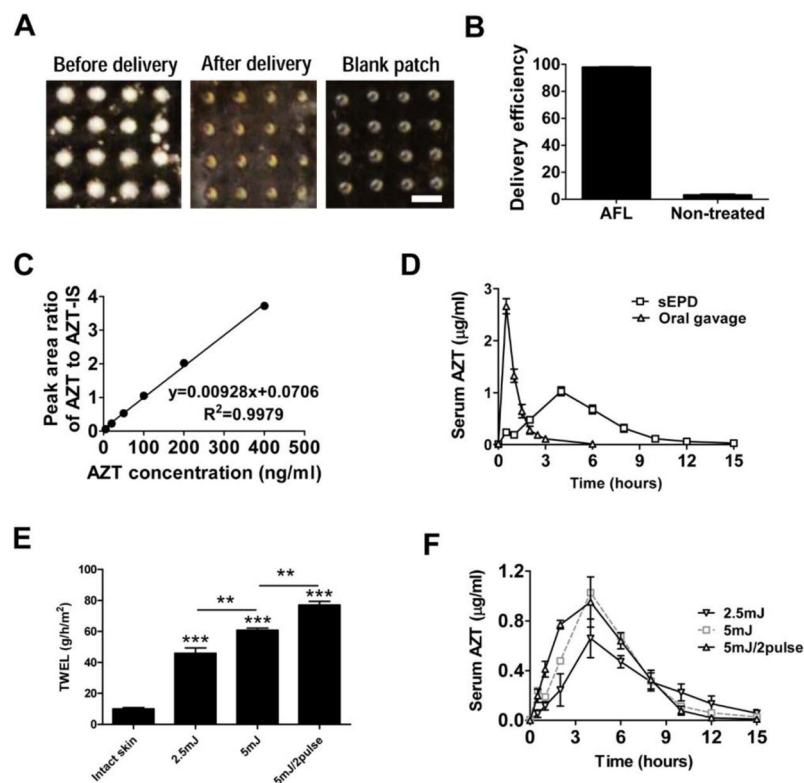 A
Before delivery
After delivery
Blank patch
B
Delivery efficiency
100
80
60
40
20
0
AFL
Non-treated
C
Peak area ratio
of AZT to AZT-IS
4
3
2
1
0
y=0.00928x+0.0706
R²=0.9979
0 100 200 300 400 500
AZT concentration (ng/ml)
D
Serum AZT (µg/ml)
3
2
1
0
sEPD
Oral gavage
0 3 6 9 12 15
Time (hours)
E
TWEL (g/h/m²)
100
80
60
40
20
0
**
**
***
***
***
Intact skin
2.5mJ
5mJ
5mJ/2pulse
F
Serum AZT (µg/ml)
1.2
0.8
0.4
0.0
2.5mJ
5mJ
5mJ/2pulse
0 3 6 9 12 15
Time (hours)